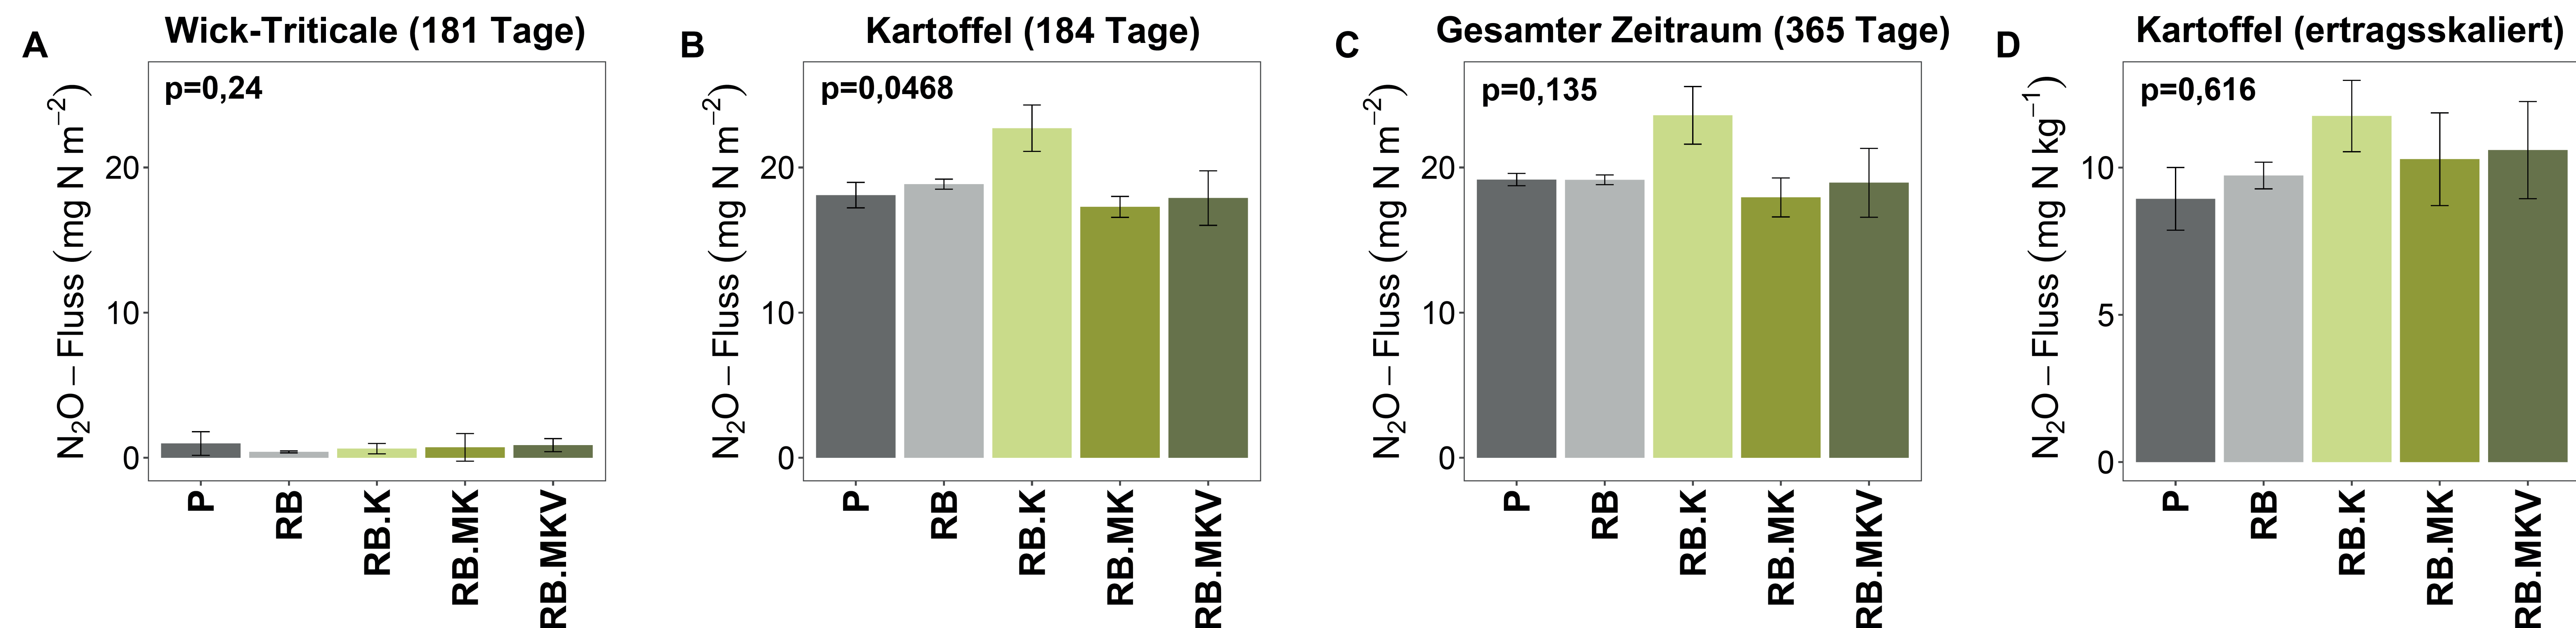 A
Wick-Triticale (181 Tage)
p=0,24
N₂O – Fluss (mg N m⁻²)
20
10
0
P
RB
RB.K
RB.MK
RB.MKV
B
Kartoffel (184 Tage)
p=0,0468
N₂O – Fluss (mg N m⁻²)
20
10
0
P
RB
RB.K
RB.MK
RB.MKV
C
Gesamter Zeitraum (365 Tage)
p=0,135
N₂O – Fluss (mg N m⁻²)
20
10
0
P
RB
RB.K
RB.MK
RB.MKV
D
Kartoffel (ertragsskaliert)
p=0,616
N₂O – Fluss (mg N kg⁻¹)
10
5
0
P
RB
RB.K
RB.MK
RB.MKV